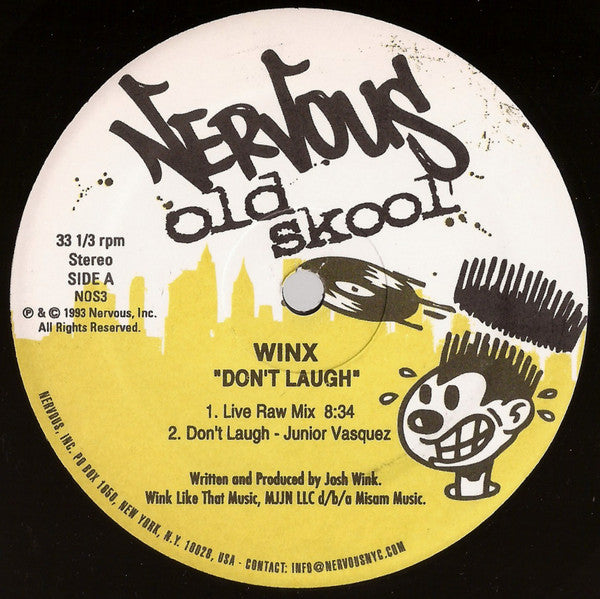 NERVOUS
old skool
33 1/3 rpm
Stereo
SIDE A
NOS3
℗ & © 1993 Nervous, Inc.
All Rights Reserved.
WINX
"DON'T LAUGH"
1. Live Raw Mix 8:34
2. Don't Laugh - Junior Vasquez
Written and Produced by Josh Wink.
Wink Like That Music, MJJN LLC d/b/a Misam Music.
NERVOUS, INC. PO BOX 1850, NEW YORK, N.Y. 10028, USA - CONTACT: INFO@NERVOUSNYC.COM